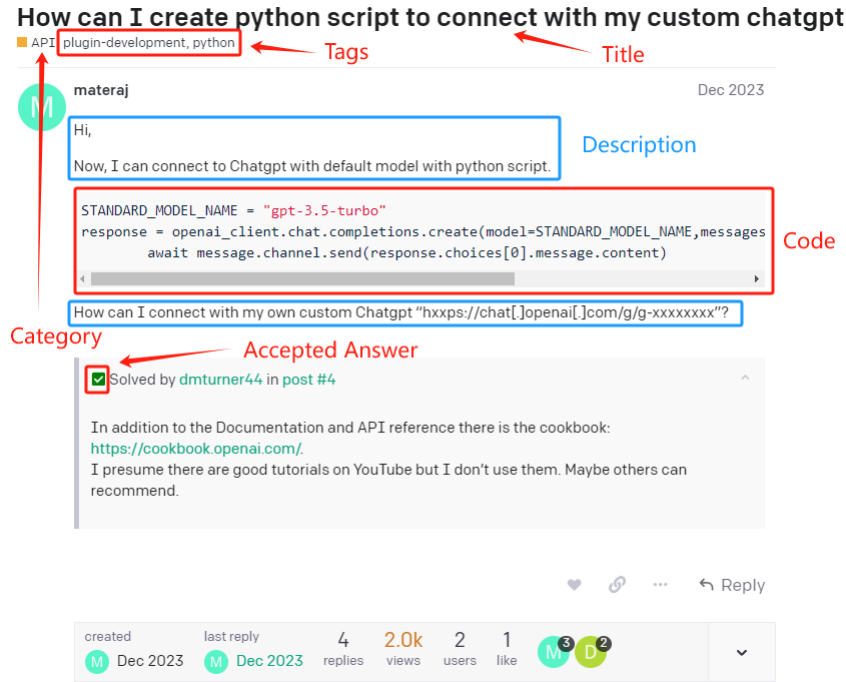 How can I create python script to connect with my custom chatgpt
API plugin-development, python
Tags
Title
M
materaj
Dec 2023
Hi,
Now, I can connect to Chatgpt with default model with python script.
Description
STANDARD_MODEL_NAME = "gpt-3.5-turbo"
response = openai_client.chat.completions.create(model=STANDARD_MODEL_NAME,messages
await message.channel.send(response.choices[0].message.content)
Code
How can I connect with my own custom Chatgpt “hxxps://chat[.]openai[.]com/g/g-xxxxxxxx”?
Category
Accepted Answer
Solved by dmturner44 in post #4
In addition to the Documentation and API reference there is the cookbook:
https://cookbook.openai.com/.
I presume there are good tutorials on YouTube but I don’t use them. Maybe others can
recommend.
Reply
created
last reply
4
2.0k
2
1
M
3
D
2
M
Dec 2023
M
Dec 2023
replies
views
users
like